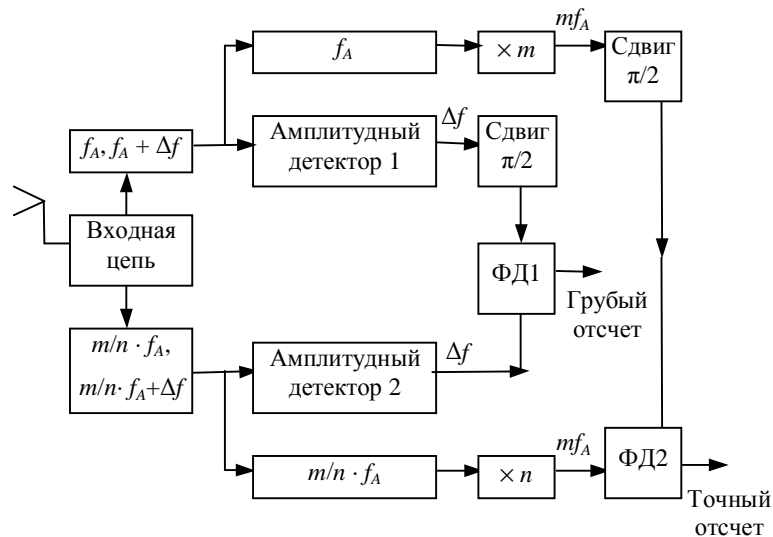 f_A
× m
mf_A
Сдвиг
π/2
f_A, f_A + Δf
Амплитудный
детектор 1
Δf
Сдвиг
π/2
Входная
цепь
ФД1
Грубый
отсчет
m/n · f_A,
m/n· f_A+Δf
Амплитудный
детектор 2
Δf
m/n · f_A
× n
mf_A
ФД2
Точный
отсчет